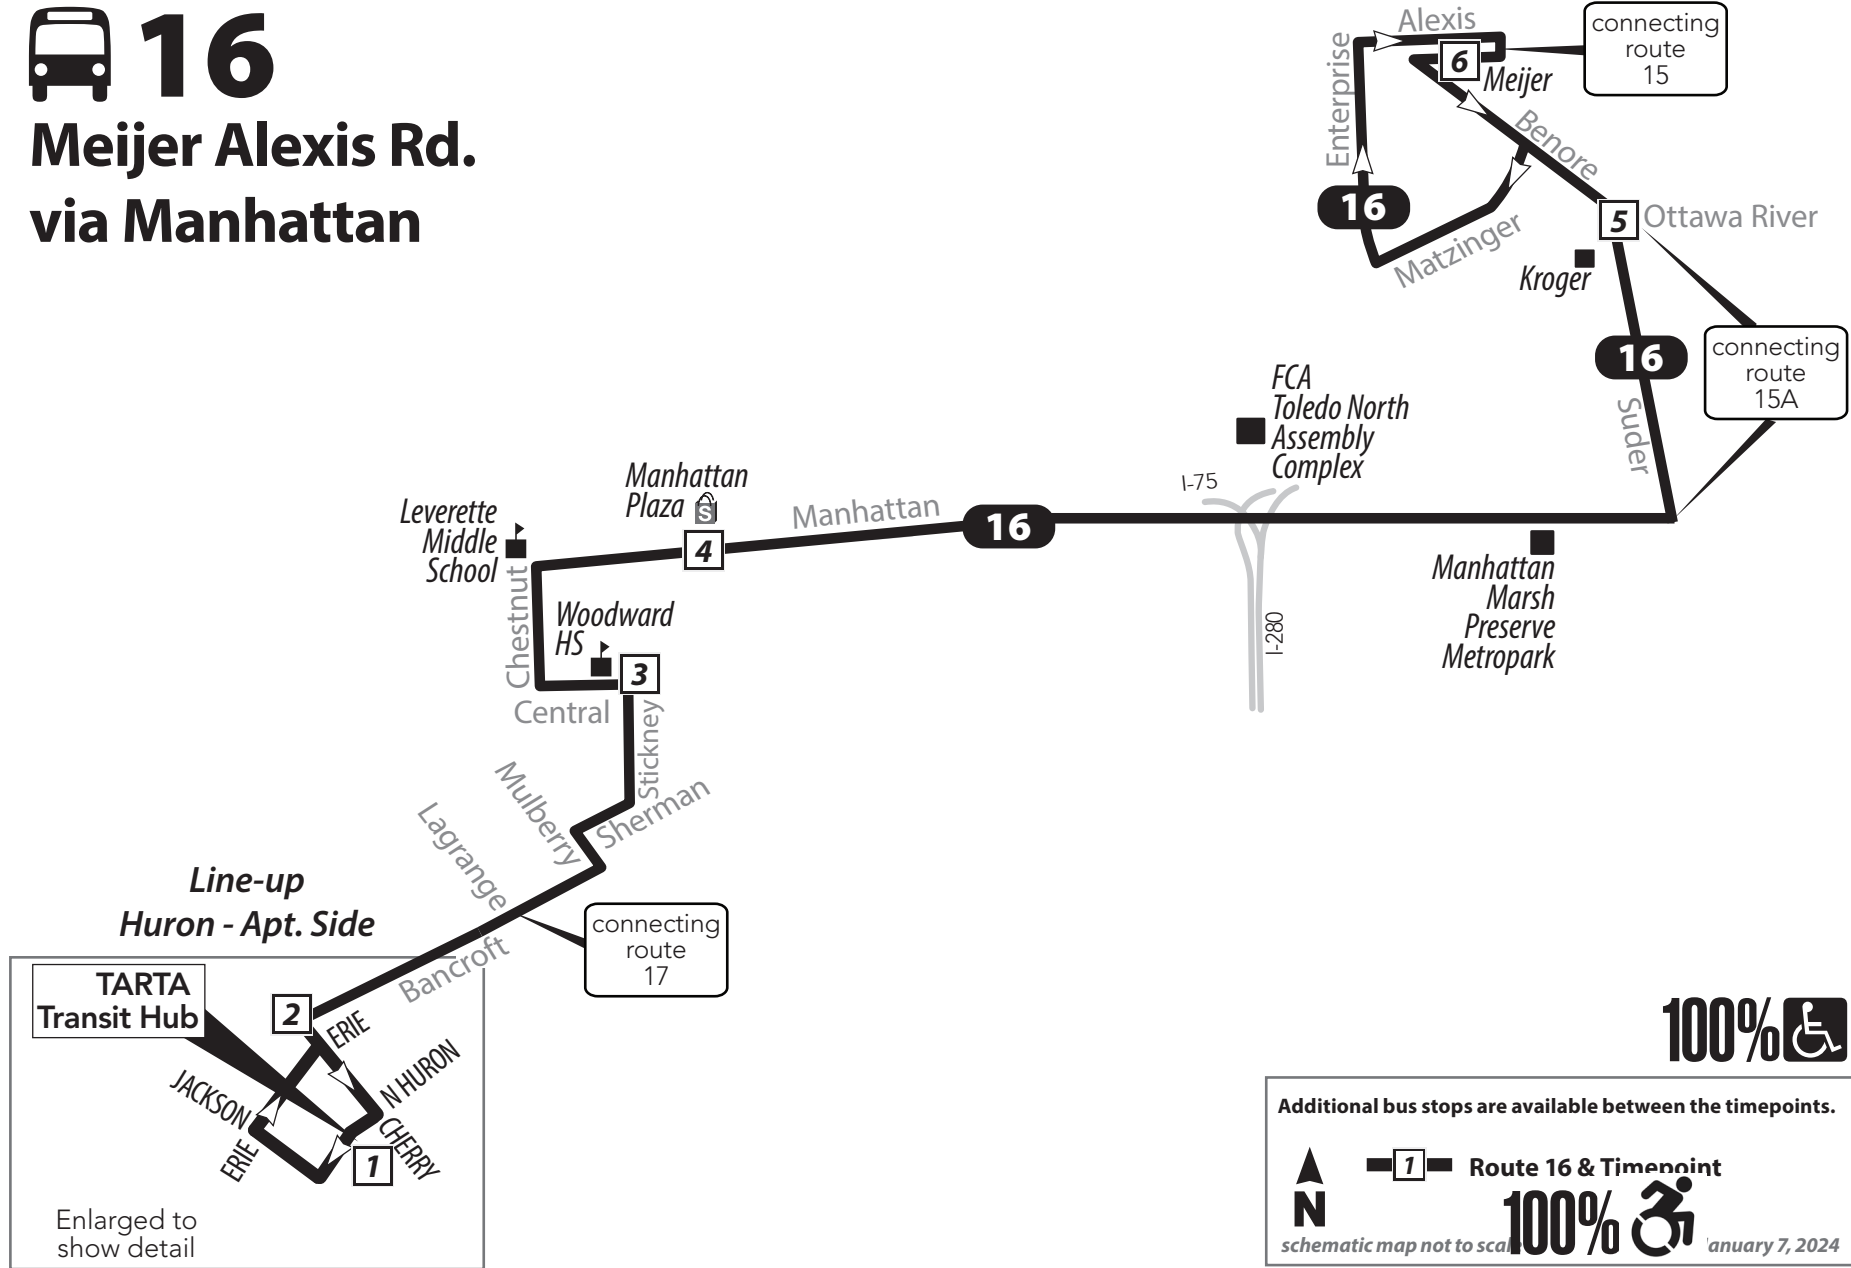 16
Meijer Alexis Rd.
via Manhattan
Alexis
Enterprise
6
Meijer
connecting
route
15
Benore
16
Matzinger
5
Ottawa River
Kroger
16
connecting
route
15A
Suder
FCA
Toledo North
Assembly
Complex
I-75
I-280
Manhattan
Plaza
S
Leverette
Middle
School
4
Manhattan
16
Manhattan
Marsh
Preserve
Metropark
Chestnut
Woodward
HS
3
Central
Stickney
Mulberry
Sherman
Lagrange
Line-up
Huron - Apt. Side
connecting
route
17
Bancroft
TARTA
Transit Hub
2
ERIE
N HURON
JACKSON
CHERRY
ERIE
1
Enlarged to
show detail
100%
Additional bus stops are available between the timepoints.
1
Route 16 & Timepoint
N
100%
schematic map not to scale
January 7, 2024